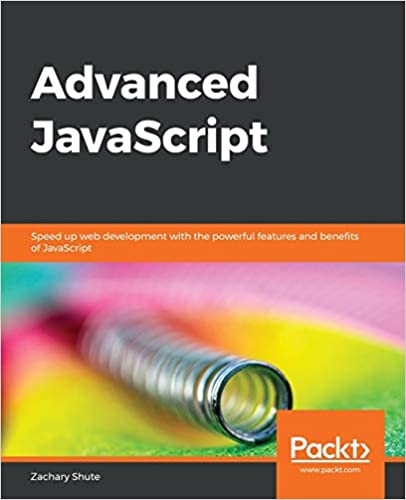 Advanced
JavaScript
Speed up web development with the powerful features and benefits
of JavaScript
Packt>
www.packt.com
Zachary Shute